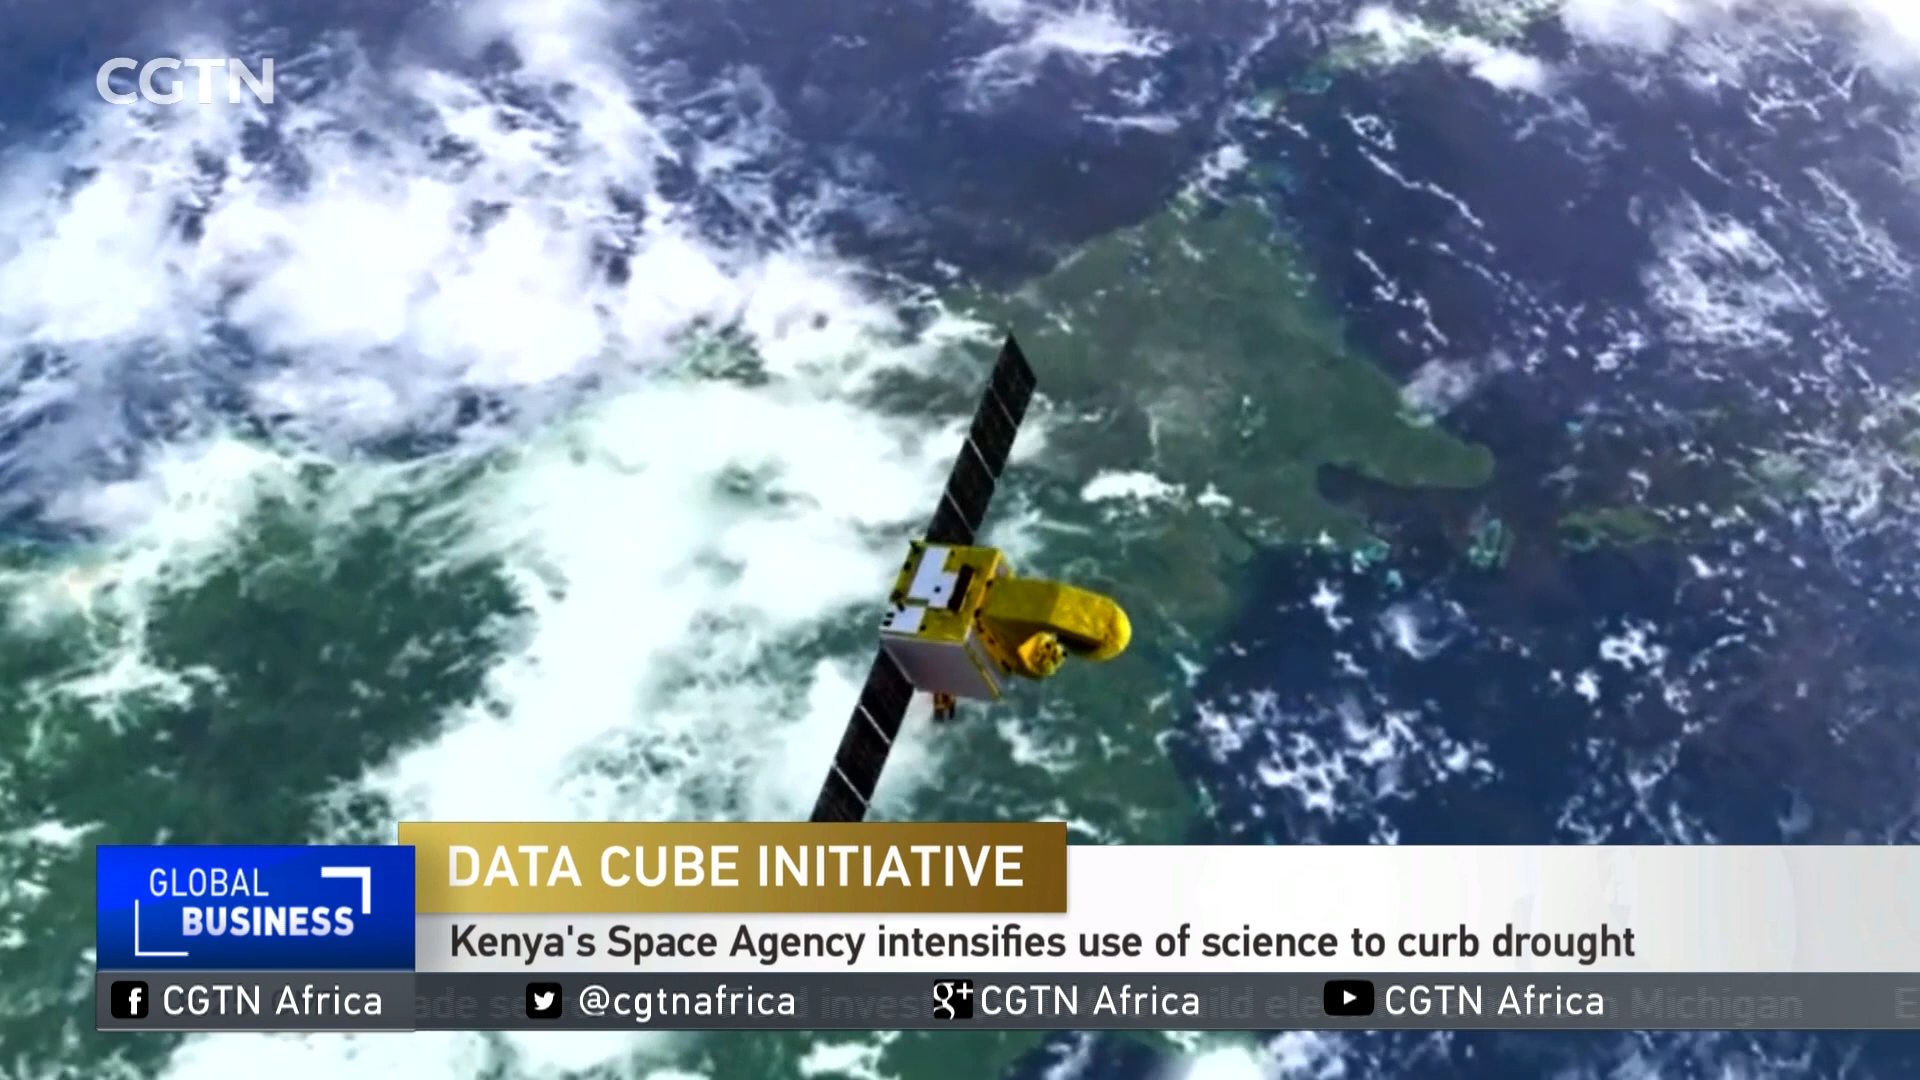 CGTN
DATA CUBE INITIATIVE
GLOBAL
BUSINESS
Kenya's Space Agency intensifies use of science to curb drought
f CGTN Africa @cgtnafrica g+ CGTN Africa CGTN Africa
Michigan